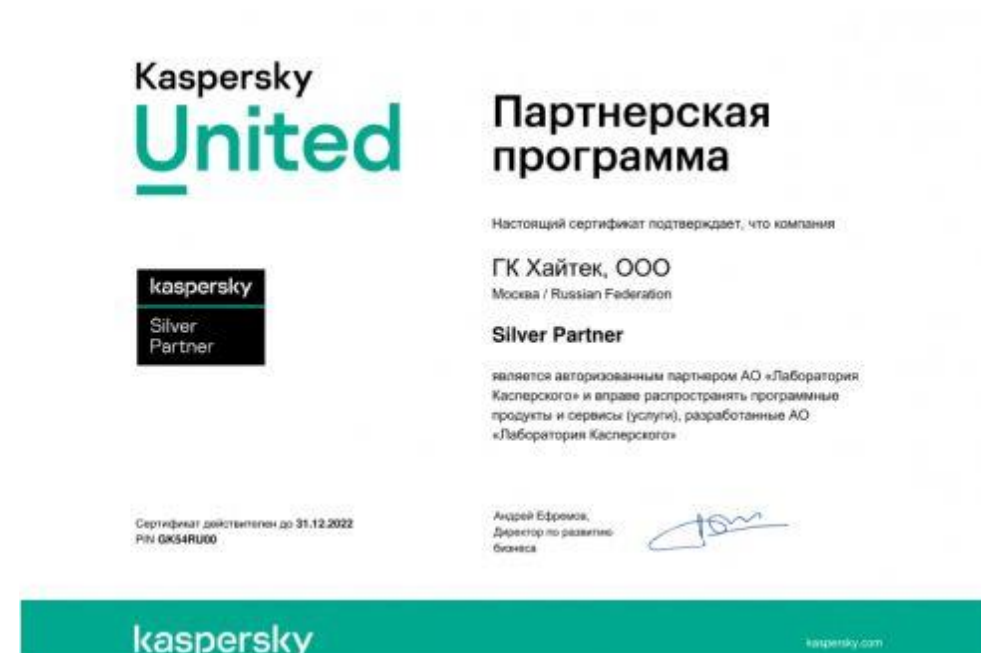 Kaspersky
United
Партнерская
программа
Настоящий сертификат подтверждает, что компания
ГК Хайтек, ООО
Москва / Russian Federation
kaspersky
Silver
Partner
Silver Partner
является авторизованным партнером АО «Лаборатория
Касперского» и вправе распространять программные
продукты и сервисы (услуги), разработанные АО
«Лаборатория Касперского»
Сертификат действителен до 31.12.2022
PIN GK54RU00
Андрей Ефремов,
Директор по развитию
бизнеса
kaspersky
kaspersky.com